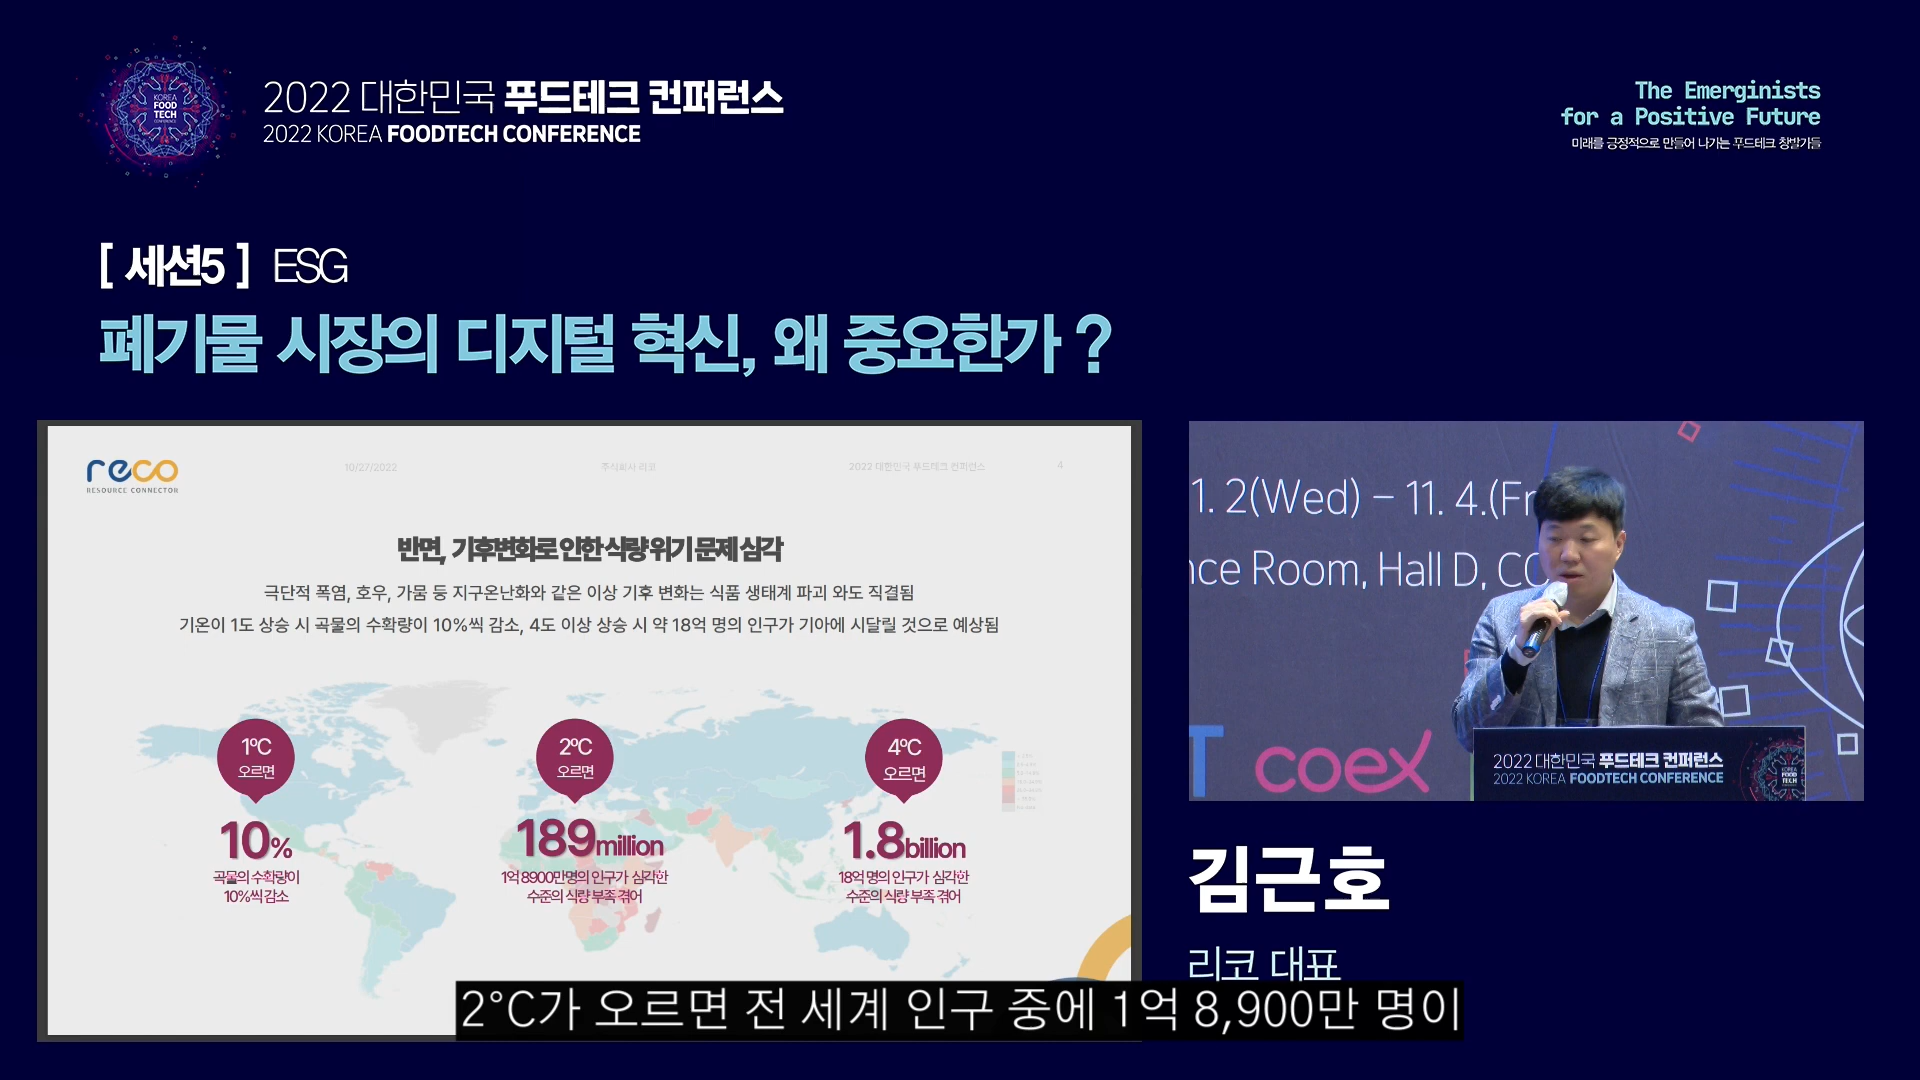 KOREA
FOOD
TECH
CONFERENCE
2022 대한민국 푸드테크 컨퍼런스
2022 KOREA FOODTECH CONFERENCE
The Emerginists
for a Positive Future
미래를 긍정적으로 만들어 나가는 푸드테크 창발가들
[ 세션5 ] ESG
폐기물 시장의 디지털 혁신, 왜 중요한가 ?
reco
RESOURCE CONNECTOR
10/27/2022
주식회사 리코
2022 대한민국 푸드테크 컨퍼런스
4
반면, 기후변화로 인한 식량 위기 문제 심각
극단적 폭염, 호우, 가뭄 등 지구온난화와 같은 이상 기후 변화는 식품 생태계 파괴 와도 직결됨
기온이 1도 상승 시 곡물의 수확량이 10%씩 감소, 4도 이상 상승 시 약 18억 명의 인구가 기아에 시달릴 것으로 예상됨
1ºC
오르면
10%
곡물의 수확량이
10%씩 감소
2ºC
오르면
189million
1억 8900만명의 인구가 심각한
수준의 식량 부족 겪어
4ºC
오르면
1.8billion
18억 명의 인구가 심각한
수준의 식량 부족 겪어
1. 2(Wed) – 11. 4.(Fr
nce Room, Hall D, CO
T coex
2022 대한민국 푸드테크 컨퍼런스
2022 KOREA FOODTECH CONFERENCE
KOREA
FOOD
TECH
김근호
리코 대표
2°C가 오르면 전 세계 인구 중에 1억 8,900만 명이